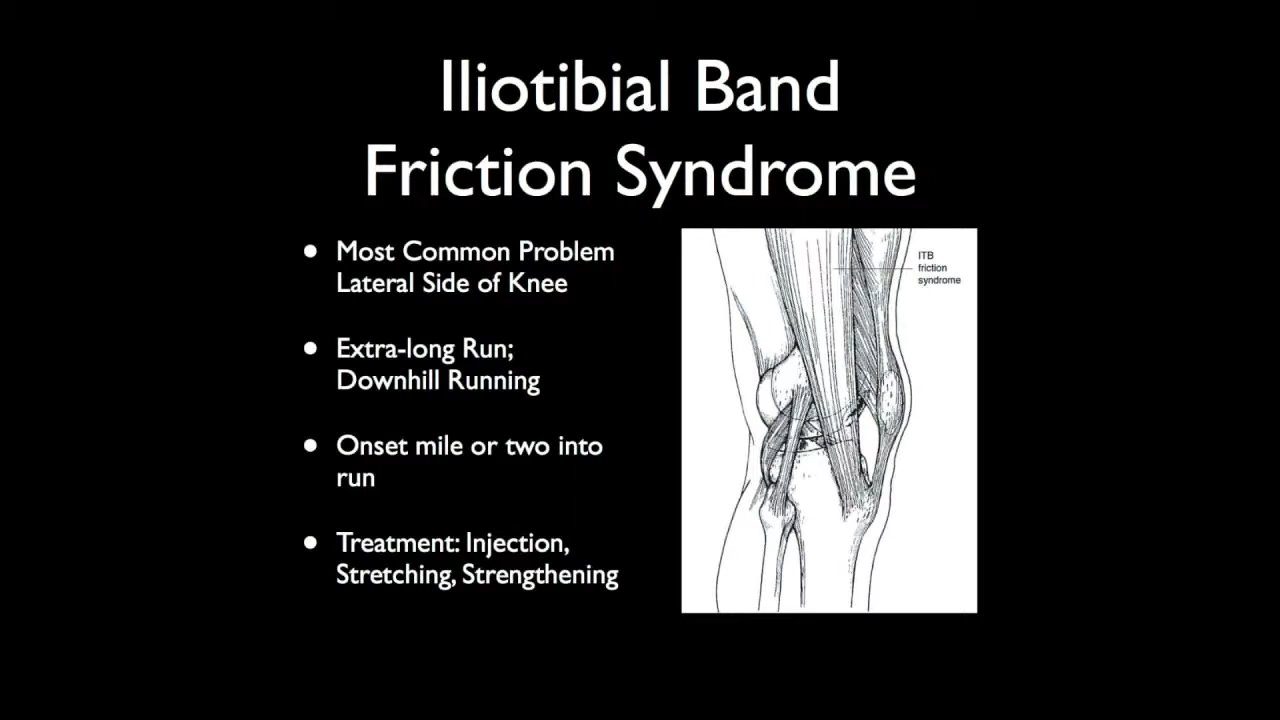 Iliotibial Band
Friction Syndrome
• Most Common Problem
Lateral Side of Knee
• Extra-long Run;
Downhill Running
• Onset mile or two into
run
• Treatment: Injection,
Stretching, Strengthening
ITB
friction
syndrome